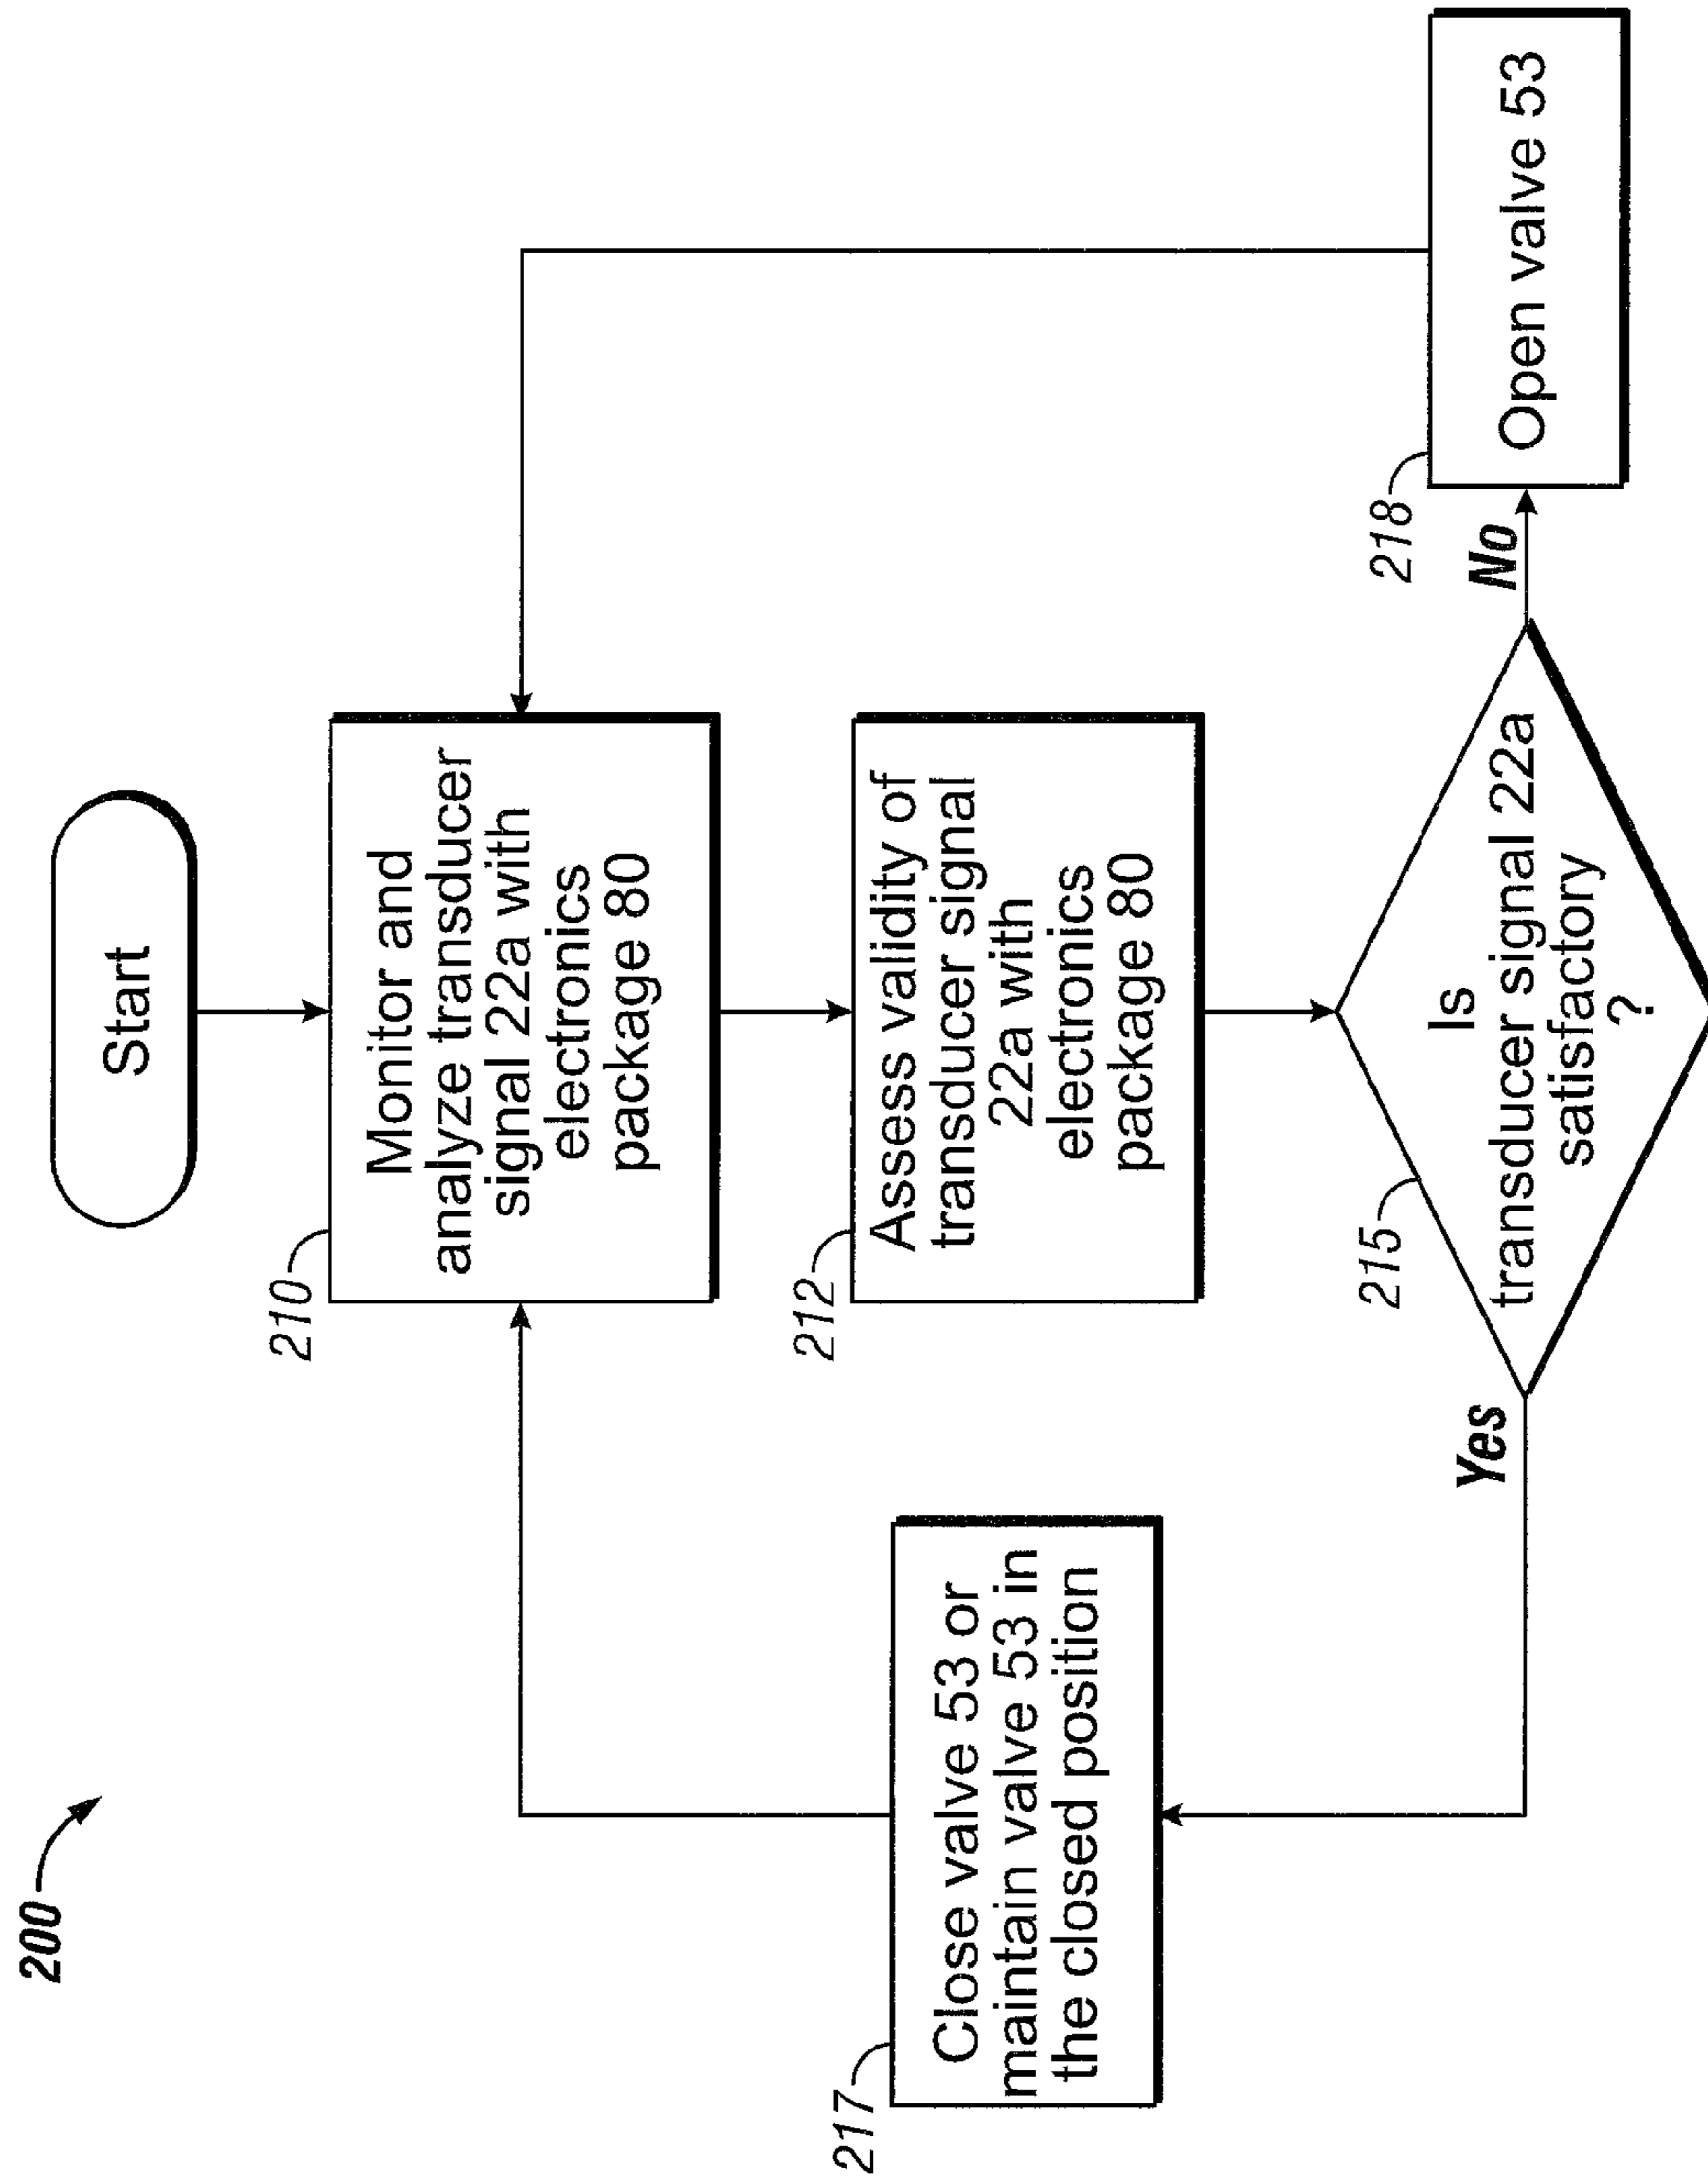 200
Start
210
Monitor and
analyze transducer
signal 22a with
electronics
package 80
212
Assess validity of
transducer signal
22a with
electronics
package 80
215
Is
transducer signal 22a
satisfactory
?
Yes
No
217
Close valve 53 or
maintain valve 53 in
the closed position
218
Open valve 53